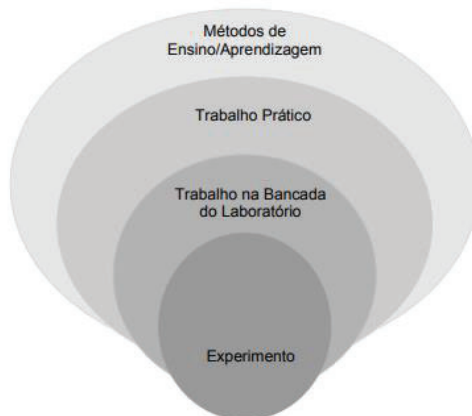 Métodos de
Ensino/Aprendizagem
Trabalho Prático
Trabalho na Bancada
do Laboratório
Experimento